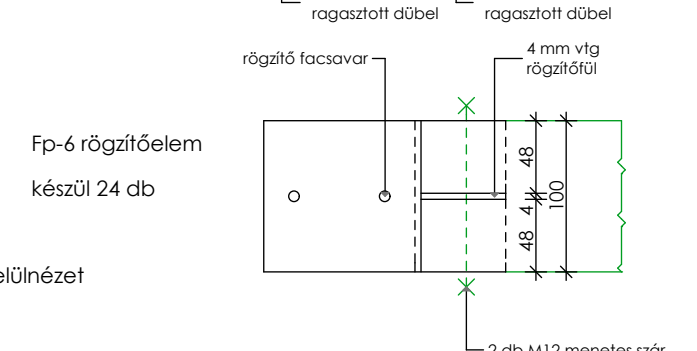 ragasztott dübel
ragasztott dübel
rögzítő facsavar
4 mm vtg
rögzítőfül
Fp-6 rögzítőelem
készül 24 db
48
4
48
100
2 db M12 menetes szár